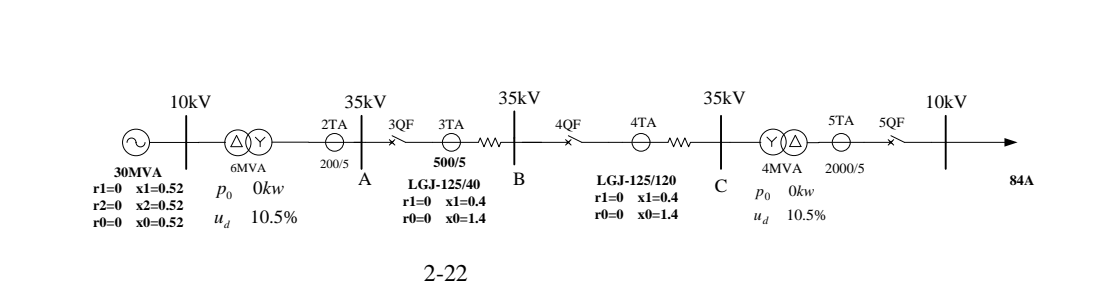 10kV
35kV
35kV
35kV
10kV
2TA
3QF
3TA
4QF
4TA
5TA
5QF
Δ Y
Y Δ
30MVA
r1=0 x1=0.52
r2=0 x2=0.52
r0=0 x0=0.52
6MVA
p0 0kw
ud 10.5%
200/5
A
500/5
LGJ-125/40
r1=0 x1=0.4
r0=0 x0=1.4
B
LGJ-125/120
r1=0 x1=0.4
r0=0 x0=1.4
C
4MVA
p0 0kw
ud 10.5%
2000/5
84A
2-22